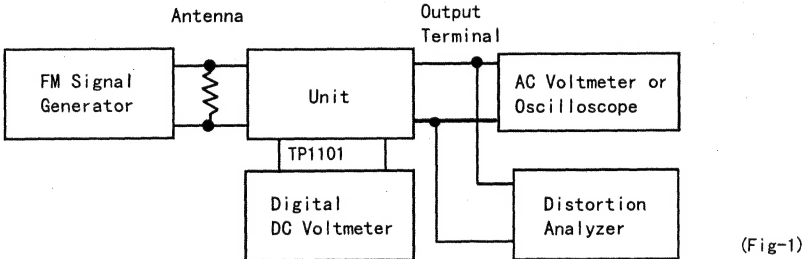 Antenna
Output
Terminal
FM Signal
Generator
Unit
AC Voltmeter or
Oscilloscope
TP1101
Digital
DC Voltmeter
Distortion
Analyzer
(Fig-1)